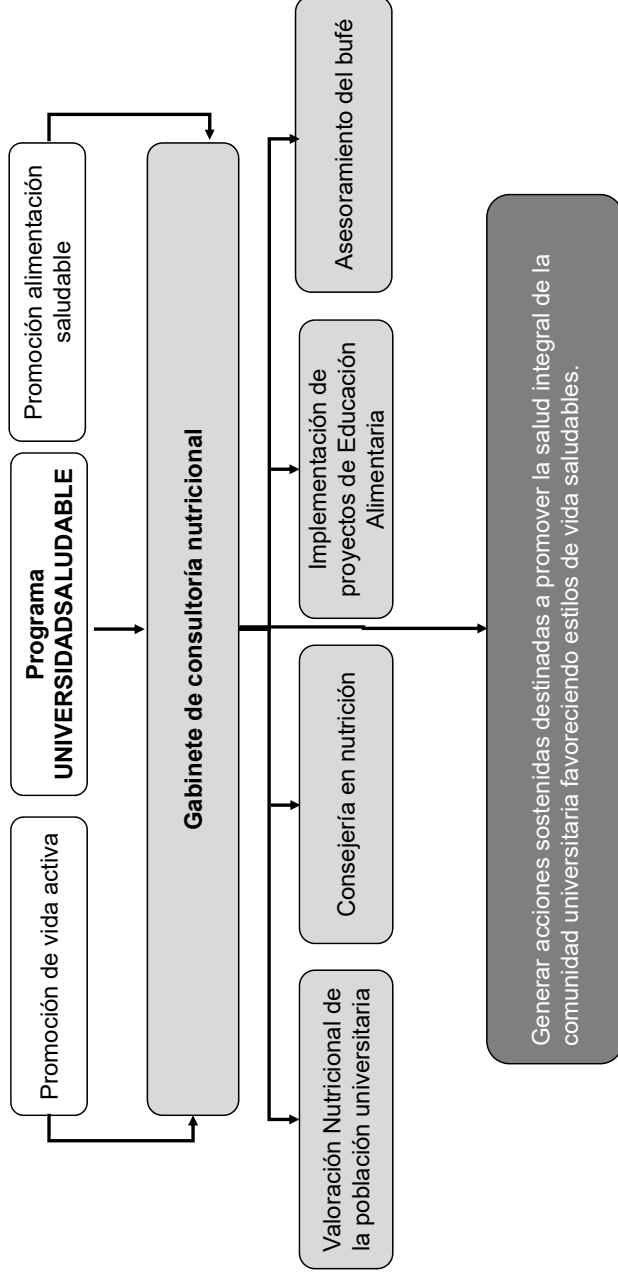 Promoción de vida activa
Programa
UNIVERSIDADSALUDABLE
Promoción alimentación
saludable
Gabinete de consultoría nutricional
Valoración Nutricional de
la población universitaria
Consejería en nutrición
Implementación de
proyectos de Educación
Alimentaria
Asesoramiento del bufé
Generar acciones sostenidas destinadas a promover la salud integral de la
comunidad universitaria favoreciendo estilos de vida saludables.